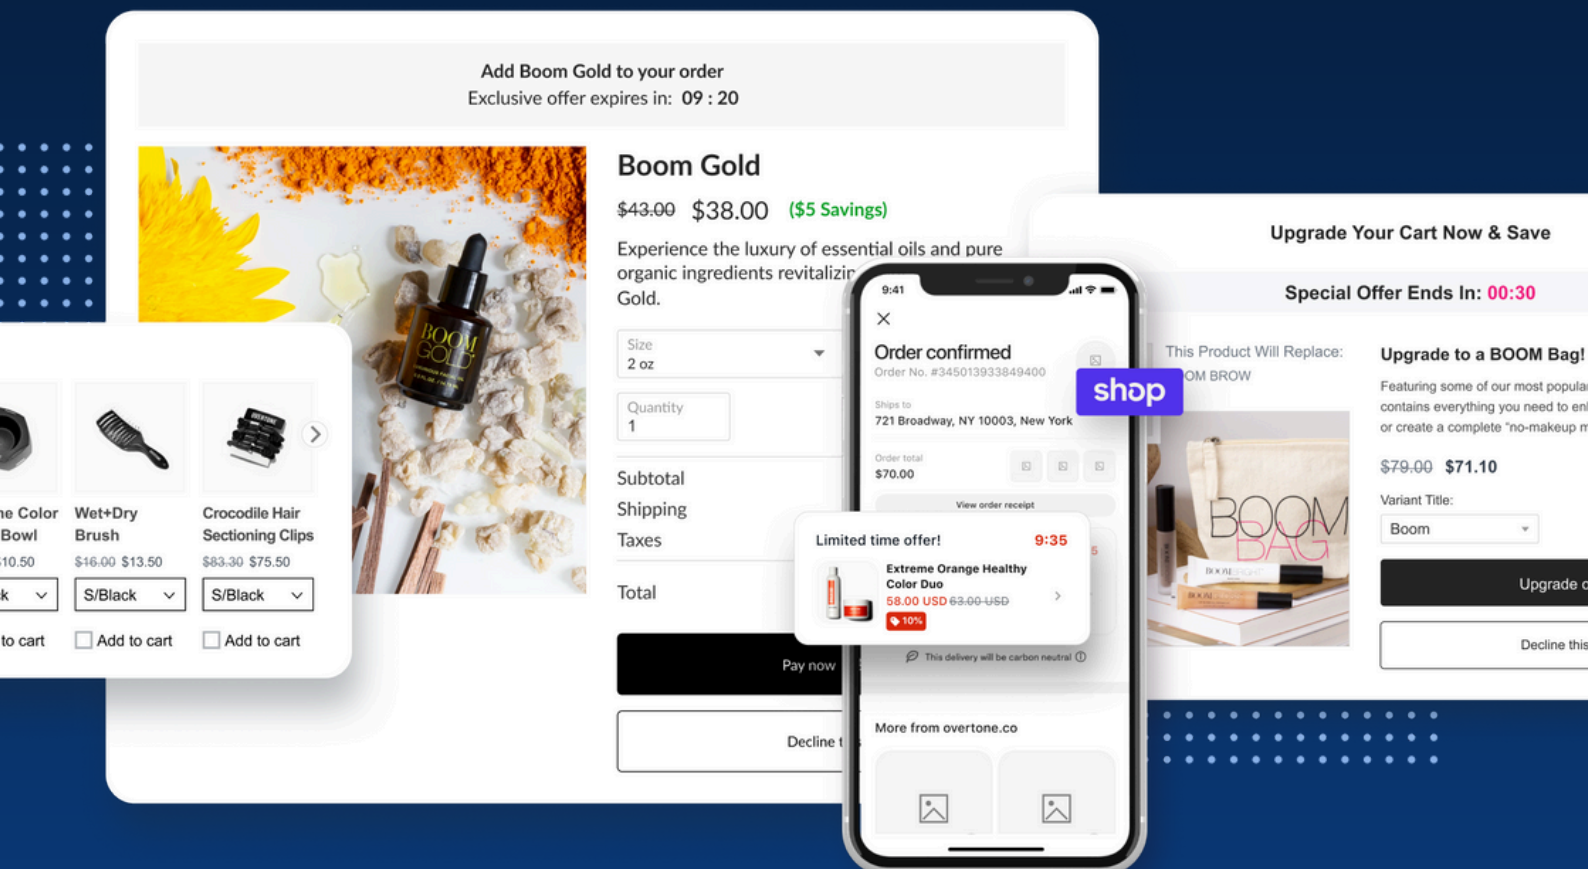 Add Boom Gold to your order
Exclusive offer expires in: 09 : 20
Boom Gold
$43.00 $38.00 ($5 Savings)
Experience the luxury of essential oils and pure
organic ingredients
Gold.
Size
2 oz
Quantity
1
Subtotal
Shipping
Taxes
Total
Pay now
Decline
BOOM
GOLD
Color
Bowl
10.50
to cart
Wet+Dry
Brush
$16.00 $13.50
S/Black
Add to cart
Crocodile Hair
Sectioning Clips
$83.30 $75.50
S/Black
Add to cart
9:41
Order confirmed
Order No. #345013933849400
Ships to
721 Broadway, NY 10003, New York
Order total
$70.00
View order receipt
shop
Limited time offer!
9:35
Extreme Orange Healthy
Color Duo
58.00 USD 63.00 USD
10%
This delivery will be carbon neutral
More from overtone.co
Upgrade Your Cart Now & Save
Special Offer Ends In: 00:30
This Product Will Replace:
BROW
Upgrade to a BOOM Bag!
Featuring some of our most
contains everything you need to
or create a complete "no-makeup
$79.00 $71.10
Variant Title:
Boom
Upgrade
Decline this
BOOM
BAG